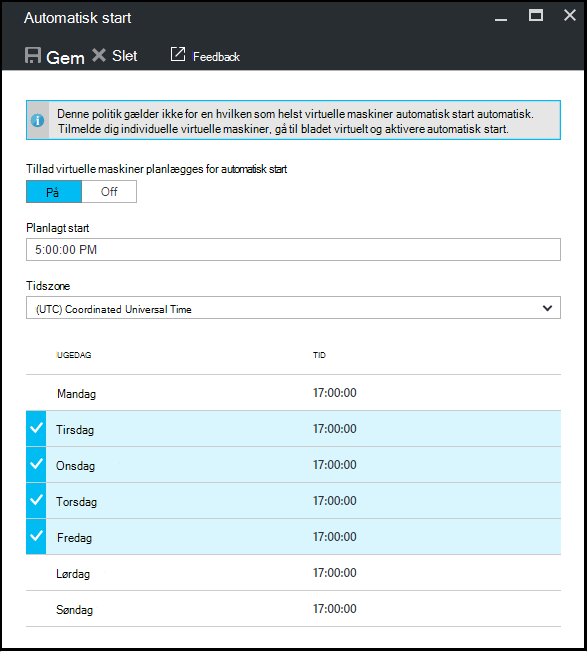 Automatisk start
Gem Slet Feedback
Denne politik gælder ikke for en hvilken som helst virtuelle maskiner automatisk start automatisk.
Tilmelde dig individuelle virtuelle maskiner, gå til bladet virtuelt og aktivere automatisk start.
Tillad virtuelle maskiner planlægges for automatisk start
På Off
Planlagt start
5:00:00 PM
Tidszone
(UTC) Coordinated Universal Time
UGEDAG TID
Mandag 17:00:00
Tirsdag 17:00:00
Onsdag 17:00:00
Torsdag 17:00:00
Fredag 17:00:00
Lørdag 17:00:00
Søndag 17:00:00